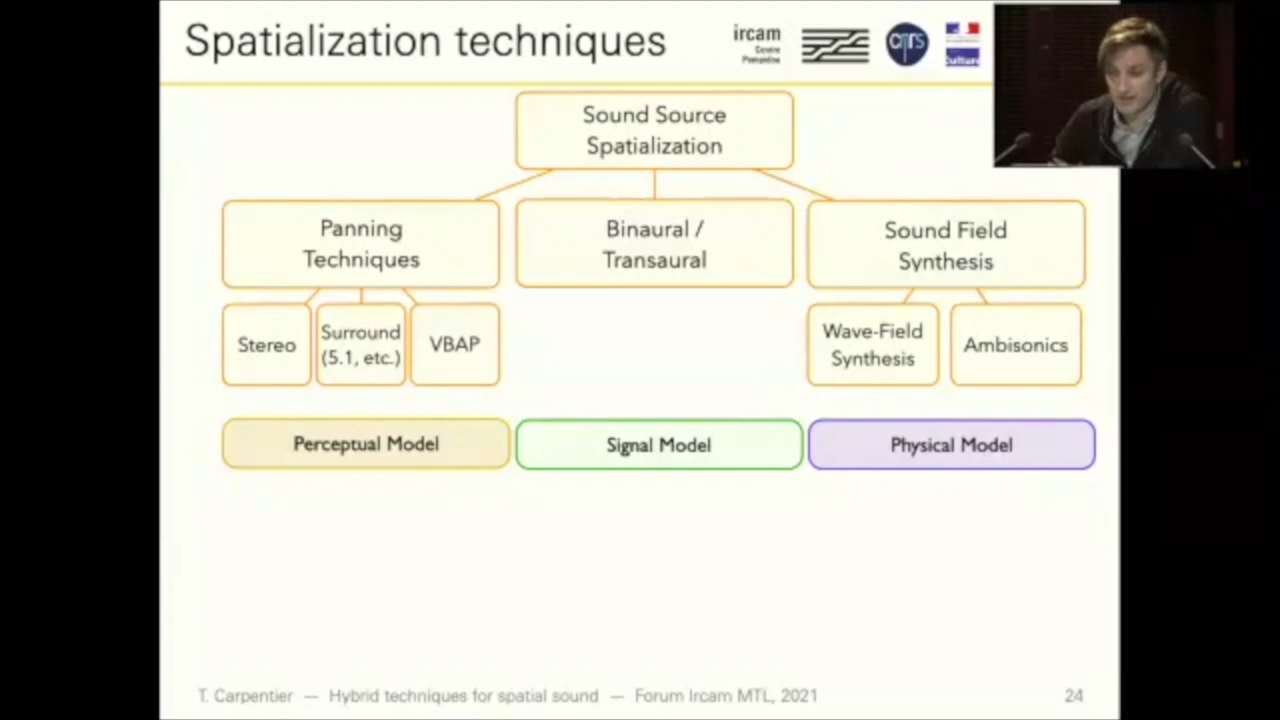 Spatialization techniques
ircam
Centre
Pompidou
cnrs
Culture
Sound Source
Spatialization
Panning
Techniques
Binaural /
Transaural
Sound Field
Synthesis
Stereo
Surround
(5.1, etc.)
VBAP
Wave-Field
Synthesis
Ambisonics
Perceptual Model
Signal Model
Physical Model
T. Carpentier — Hybrid techniques for spatial sound — Forum Ircam MTL, 2021
24